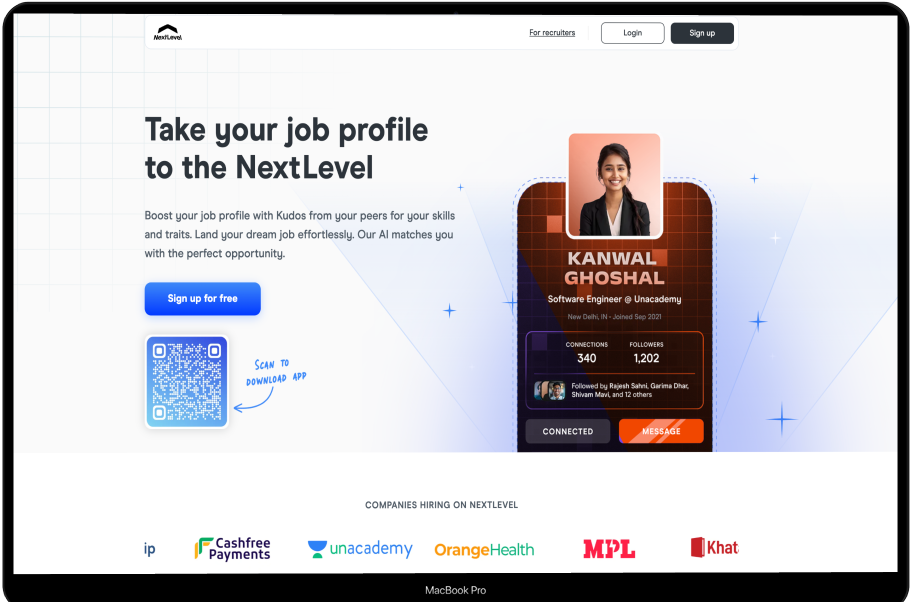 NextLevel
For recruiters
Login
Sign up
Take your job profile
to the NextLevel
Boost your job profile with Kudos from your peers for your skills
and traits. Land your dream job effortlessly. Our AI matches you
with the perfect opportunity.
Sign up for free
SCAN TO
DOWNLOAD APP
KANWAL
GHOSHAL
Software Engineer @ Unacademy
New Delhi, IN • Joined Sep 2021
CONNECTIONS
FOLLOWERS
340
1,202
Followed by Rajesh Sahni, Garima Dhar,
Shivam Mavi, and 12 others
CONNECTED
MESSAGE
COMPANIES HIRING ON NEXTLEVEL
ip
Cashfree
Payments
unacademy
OrangeHealth
MPL
Khat
MacBook Pro